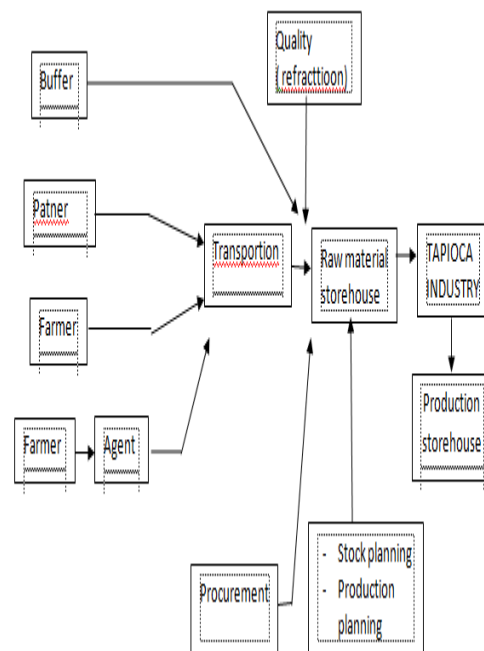 Quality
( refracttioon)
Buffer
Patner
Transportion
Raw material
storehouse
TAPIOCA
INDUSTRY
Farmer
Production
storehouse
Farmer
Agent
Procurement
- Stock planning
- Production
planning